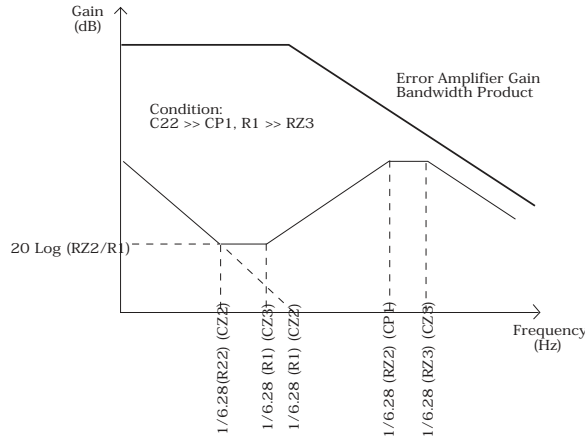 Gain
(dB)
Error Amplifier Gain
Bandwidth Product
Condition:
C22 >> CP1, R1 >> RZ3
20 Log (RZ2/R1)
1/6.28(R22) (CZ2)
1/6.28 (R1) (CZ3)
1/6.28 (R1) (CZ2)
1/6.28 (RZ2) (CP1)
1/6.28 (RZ3) (CZ3)
Frequency
(Hz)